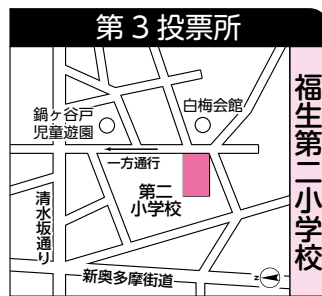 第3投票所
福生第二小学校
鍋ヶ谷戸
児童遊園
白梅会館
一方通行
第二
小学校
清水坂通り
新奥多摩街道
N